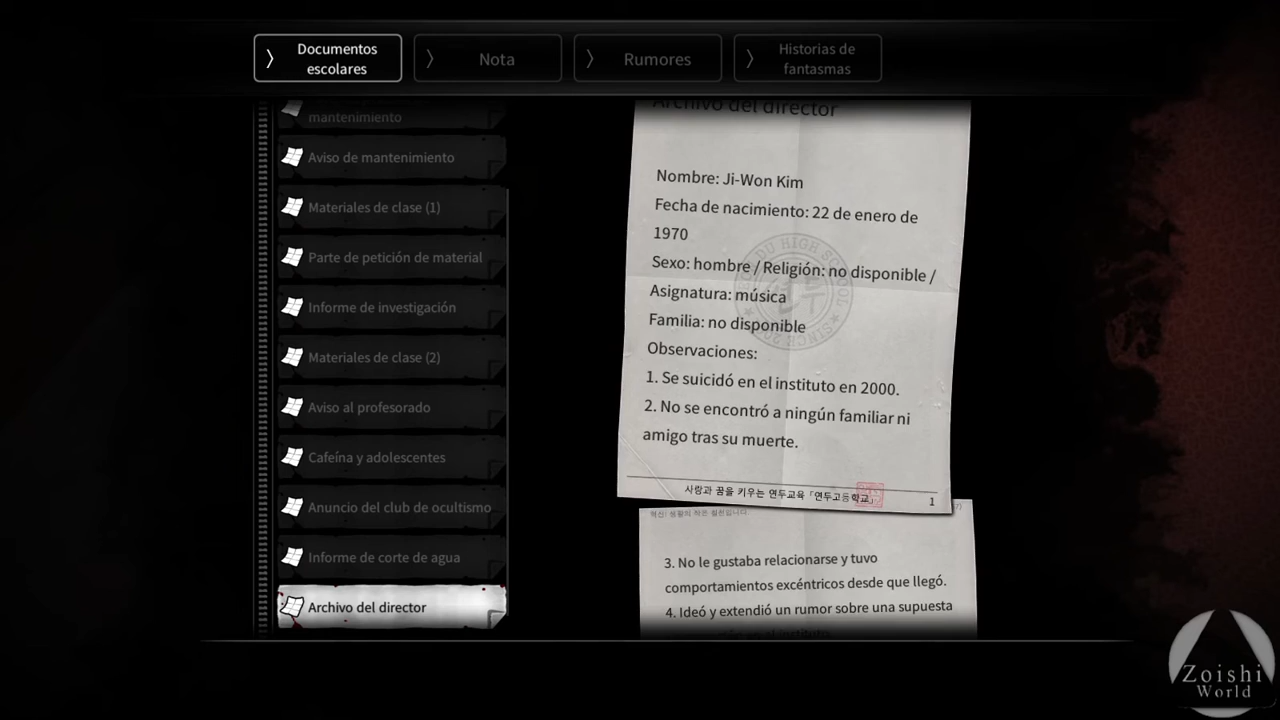 Documentos
escolares
Nota
Rumores
Historias de
fantasmas
mantenimiento
Aviso de mantenimiento
Materiales de clase (1)
Parte de petición de material
Informe de investigación
Materiales de clase (2)
Aviso al profesorado
Cafeína y adolescentes
Anuncio del club de ocultismo
Informe de corte de agua
Archivo del director
Archivo del director
Nombre: Ji-Won Kim
Fecha de nacimiento: 22 de enero de
1970
Sexo: hombre / Religión: no disponible /
Asignatura: música
Familia: no disponible
Observaciones:
1. Se suicidó en el instituto en 2000.
2. No se encontró a ningún familiar ni
amigo tras su muerte.
사랑과 꿈을 키우는 연두교육 「연두고등학교」
1
3. No le gustaba relacionarse y tuvo
comportamientos excéntricos desde que llegó.
4. Ideó y extendió un rumor sobre una supuesta
Zoishi
World